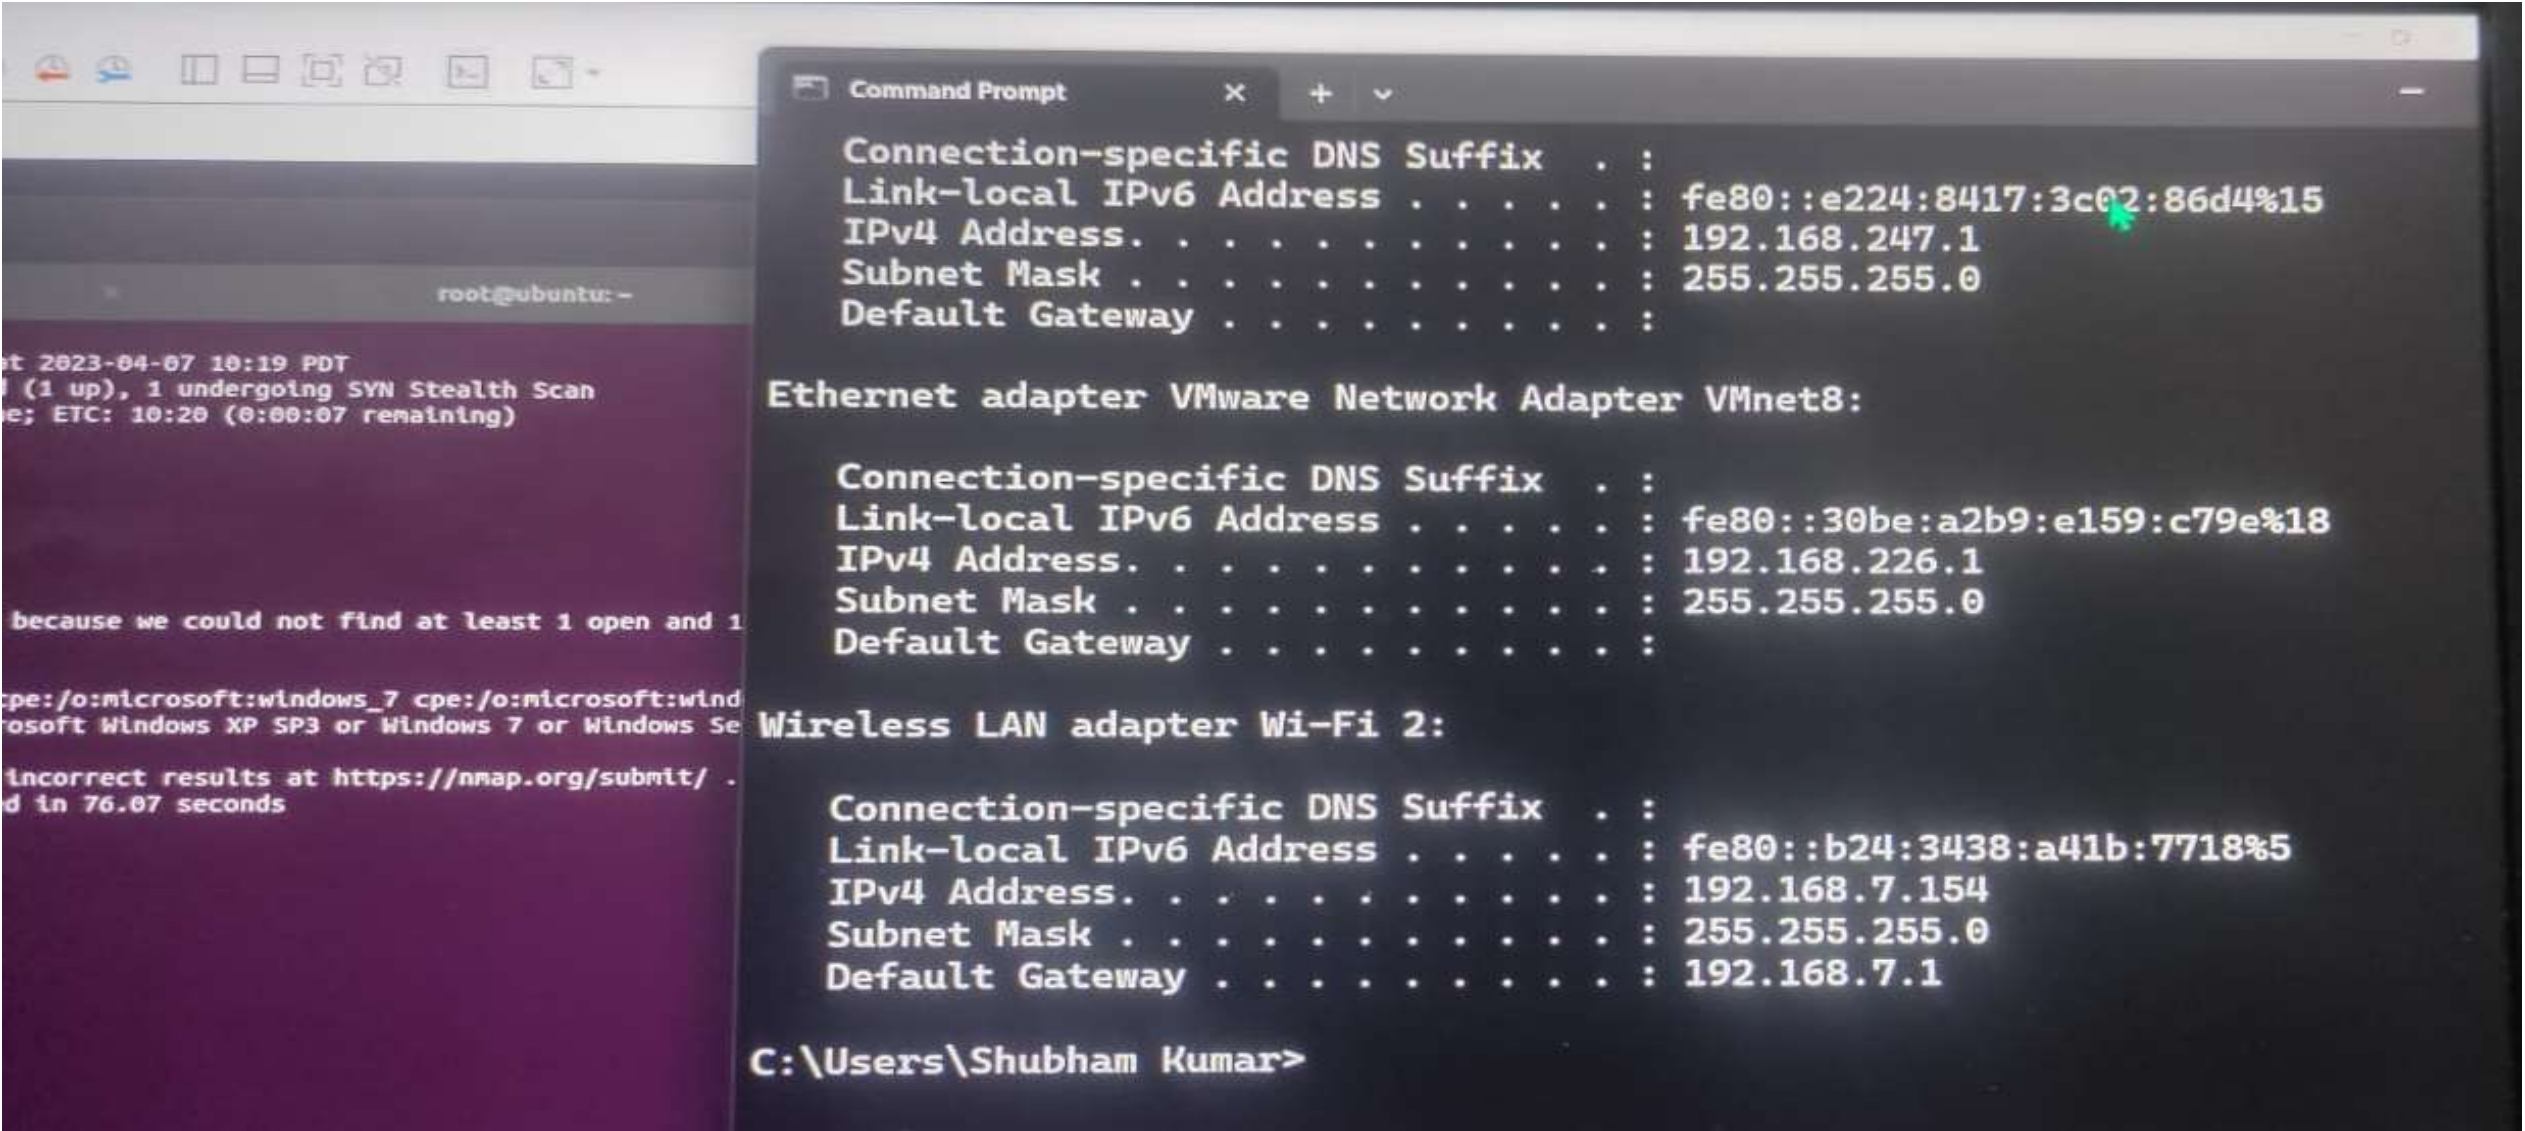 root@ubuntu: ~
at 2023-04-07 10:19 PDT
(1 up), 1 undergoing SYN Stealth Scan
ETC: 10:20 (0:00:07 remaining)
because we could not find at least 1 open and 1
cpe:/o:microsoft:windows_7 cpe:/o:microsoft:wind
osoft Windows XP SP3 or Windows 7 or Windows Se
incorrect results at https://nmap.org/submit/ .
d in 76.07 seconds
Command Prompt
Connection-specific DNS Suffix . :
Link-local IPv6 Address . . . . . : fe80::e224:8417:3c02:86d4%15
IPv4 Address. . . . . . . . . . . : 192.168.247.1
Subnet Mask . . . . . . . . . . . : 255.255.255.0
Default Gateway . . . . . . . . . :
Ethernet adapter VMware Network Adapter VMnet8:
Connection-specific DNS Suffix . :
Link-local IPv6 Address . . . . . : fe80::30be:a2b9:e159:c79e%18
IPv4 Address. . . . . . . . . . . : 192.168.226.1
Subnet Mask . . . . . . . . . . . : 255.255.255.0
Default Gateway . . . . . . . . . :
Wireless LAN adapter Wi-Fi 2:
Connection-specific DNS Suffix . :
Link-local IPv6 Address . . . . . : fe80::b24:3438:a41b:7718%5
IPv4 Address. . . . . . . . . . . : 192.168.7.154
Subnet Mask . . . . . . . . . . . : 255.255.255.0
Default Gateway . . . . . . . . . : 192.168.7.1
C:\Users\Shubham Kumar>